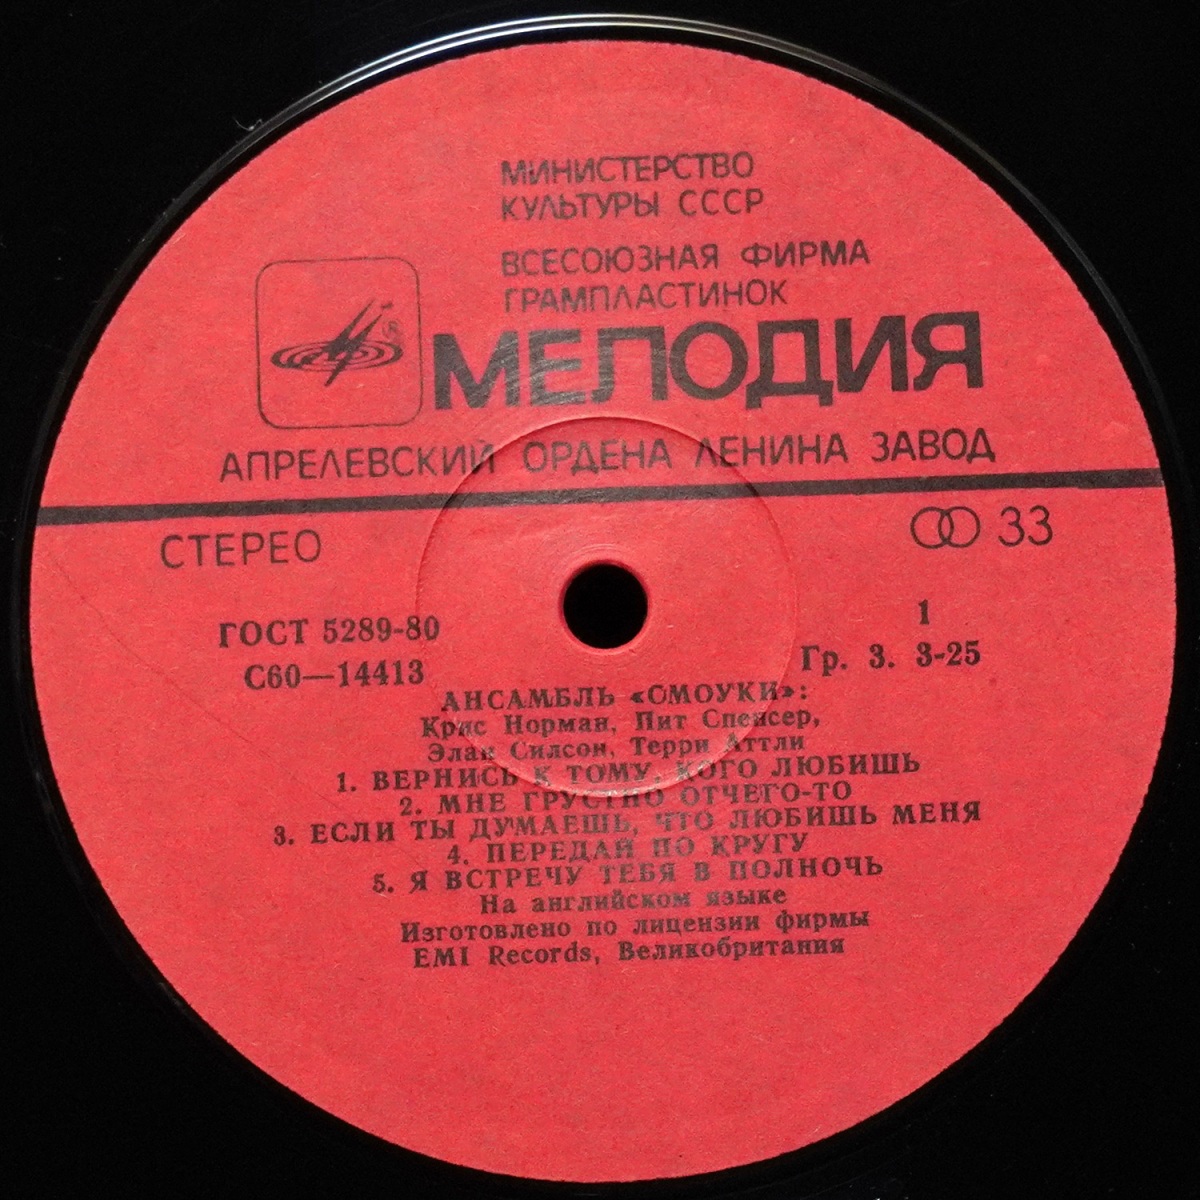 МИНИСТЕРСТВО
КУЛЬТУРЫ СССР
ВСЕСОЮЗНАЯ ФИРМА
ГРАМПЛАСТИНОК
МЕЛОДИЯ
АПРЕЛЕВСКИЙ ОРДЕНА ЛЕНИНА ЗАВОД
СТЕРЕО
33
ГОСТ 5289-80
1
С60—14413
Гр. 3. 3-25
АНСАМБЛЬ «СМОУКИ»:
Крис Норман, Пит Спенсер,
Элан Силсон, Терри Аттли
1. ВЕРНИСЬ К ТОМУ, КОГО ЛЮБИШЬ
2. МНЕ ГРУСТНО ОТЧЕГО-ТО
3. ЕСЛИ ТЫ ДУМАЕШЬ, ЧТО ЛЮБИШЬ МЕНЯ
4. ПЕРЕДАЙ ПО КРУГУ
5. Я ВСТРЕЧУ ТЕБЯ В ПОЛНОЧЬ
На английском языке
Изготовлено по лицензии фирмы
EMI Records, Великобритания